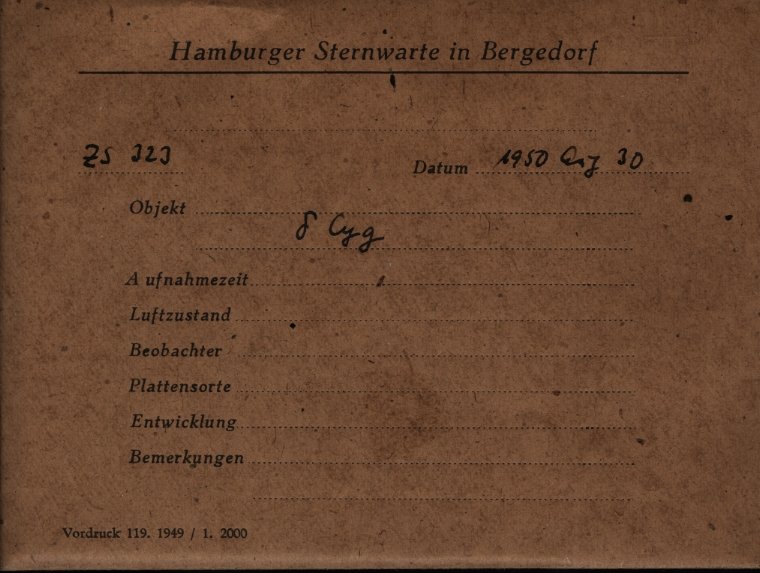 Hamburger Sternwarte in Bergedorf
ZS 323
Datum 1950 Aug 30
Objekt
δ Cyg
Aufnahmezeit
Luftzustand
Beobachter
Plattensorte
Entwicklung
Bemerkungen
Vordruck 119. 1949 / 1. 2000